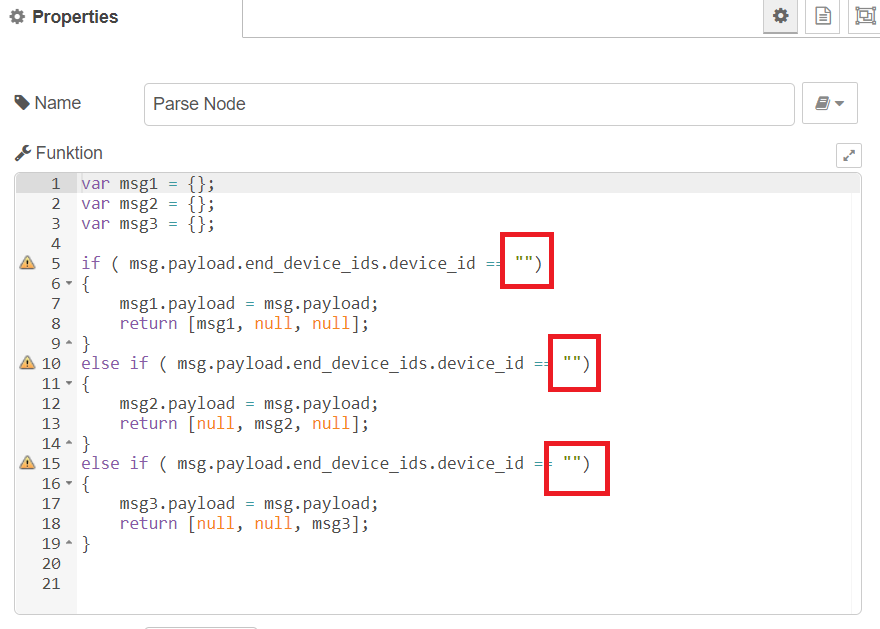 Properties
Name
Parse Node
Funktion
1 var msg1 = {};
2 var msg2 = {};
3 var msg3 = {};
4
5 if ( msg.payload.end_device_ids.device_id == "")
6 {
7 msg1.payload = msg.payload;
8 return [msg1, null, null];
9 }
10 else if ( msg.payload.end_device_ids.device_id == "")
11 {
12 msg2.payload = msg.payload;
13 return [null, msg2, null];
14 }
15 else if ( msg.payload.end_device_ids.device_id == "")
16 {
17 msg3.payload = msg.payload;
18 return [null, null, msg3];
19 }
20
21